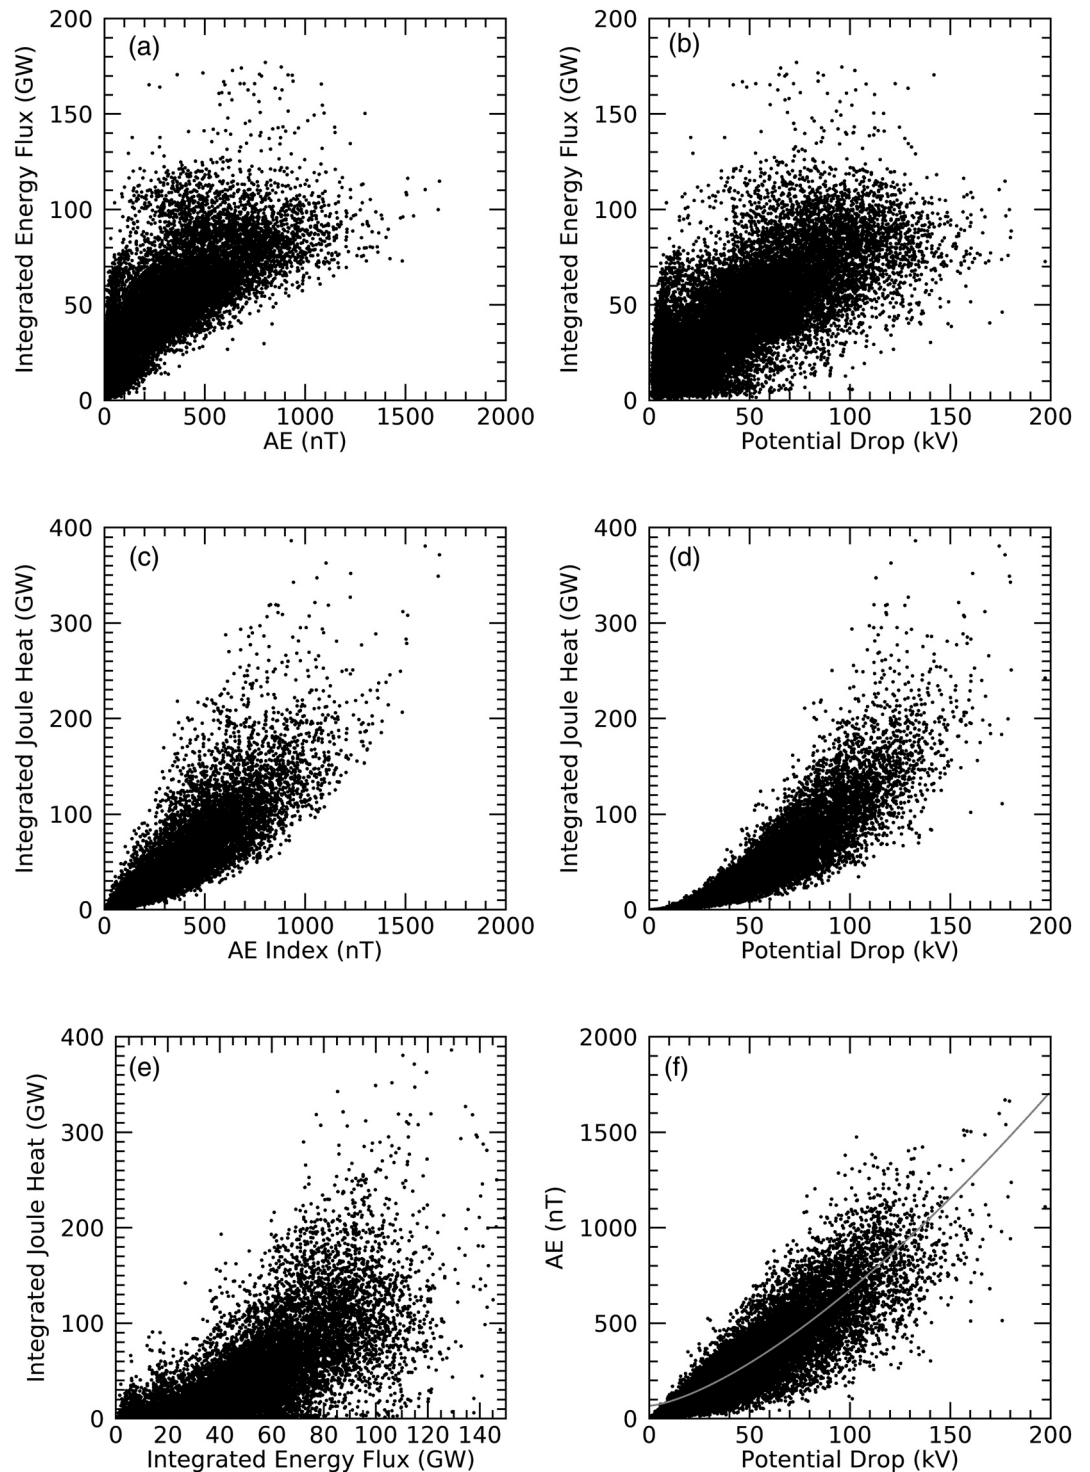 (a)
Integrated Energy Flux (GW)
200
150
100
50
0
0 500 1000 1500 2000
AE (nT)
(b)
Integrated Energy Flux (GW)
200
150
100
50
0
0 50 100 150 200
Potential Drop (kV)
(c)
Integrated Joule Heat (GW)
400
300
200
100
0
0 500 1000 1500 2000
AE Index (nT)
(d)
Integrated Joule Heat (GW)
400
300
200
100
0
0 50 100 150 200
Potential Drop (kV)
(e)
Integrated Joule Heat (GW)
400
300
200
100
0
0 20 40 60 80 100 120 140
Integrated Energy Flux (GW)
(f)
AE (nT)
2000
1500
1000
500
0
0 50 100 150 200
Potential Drop (kV)